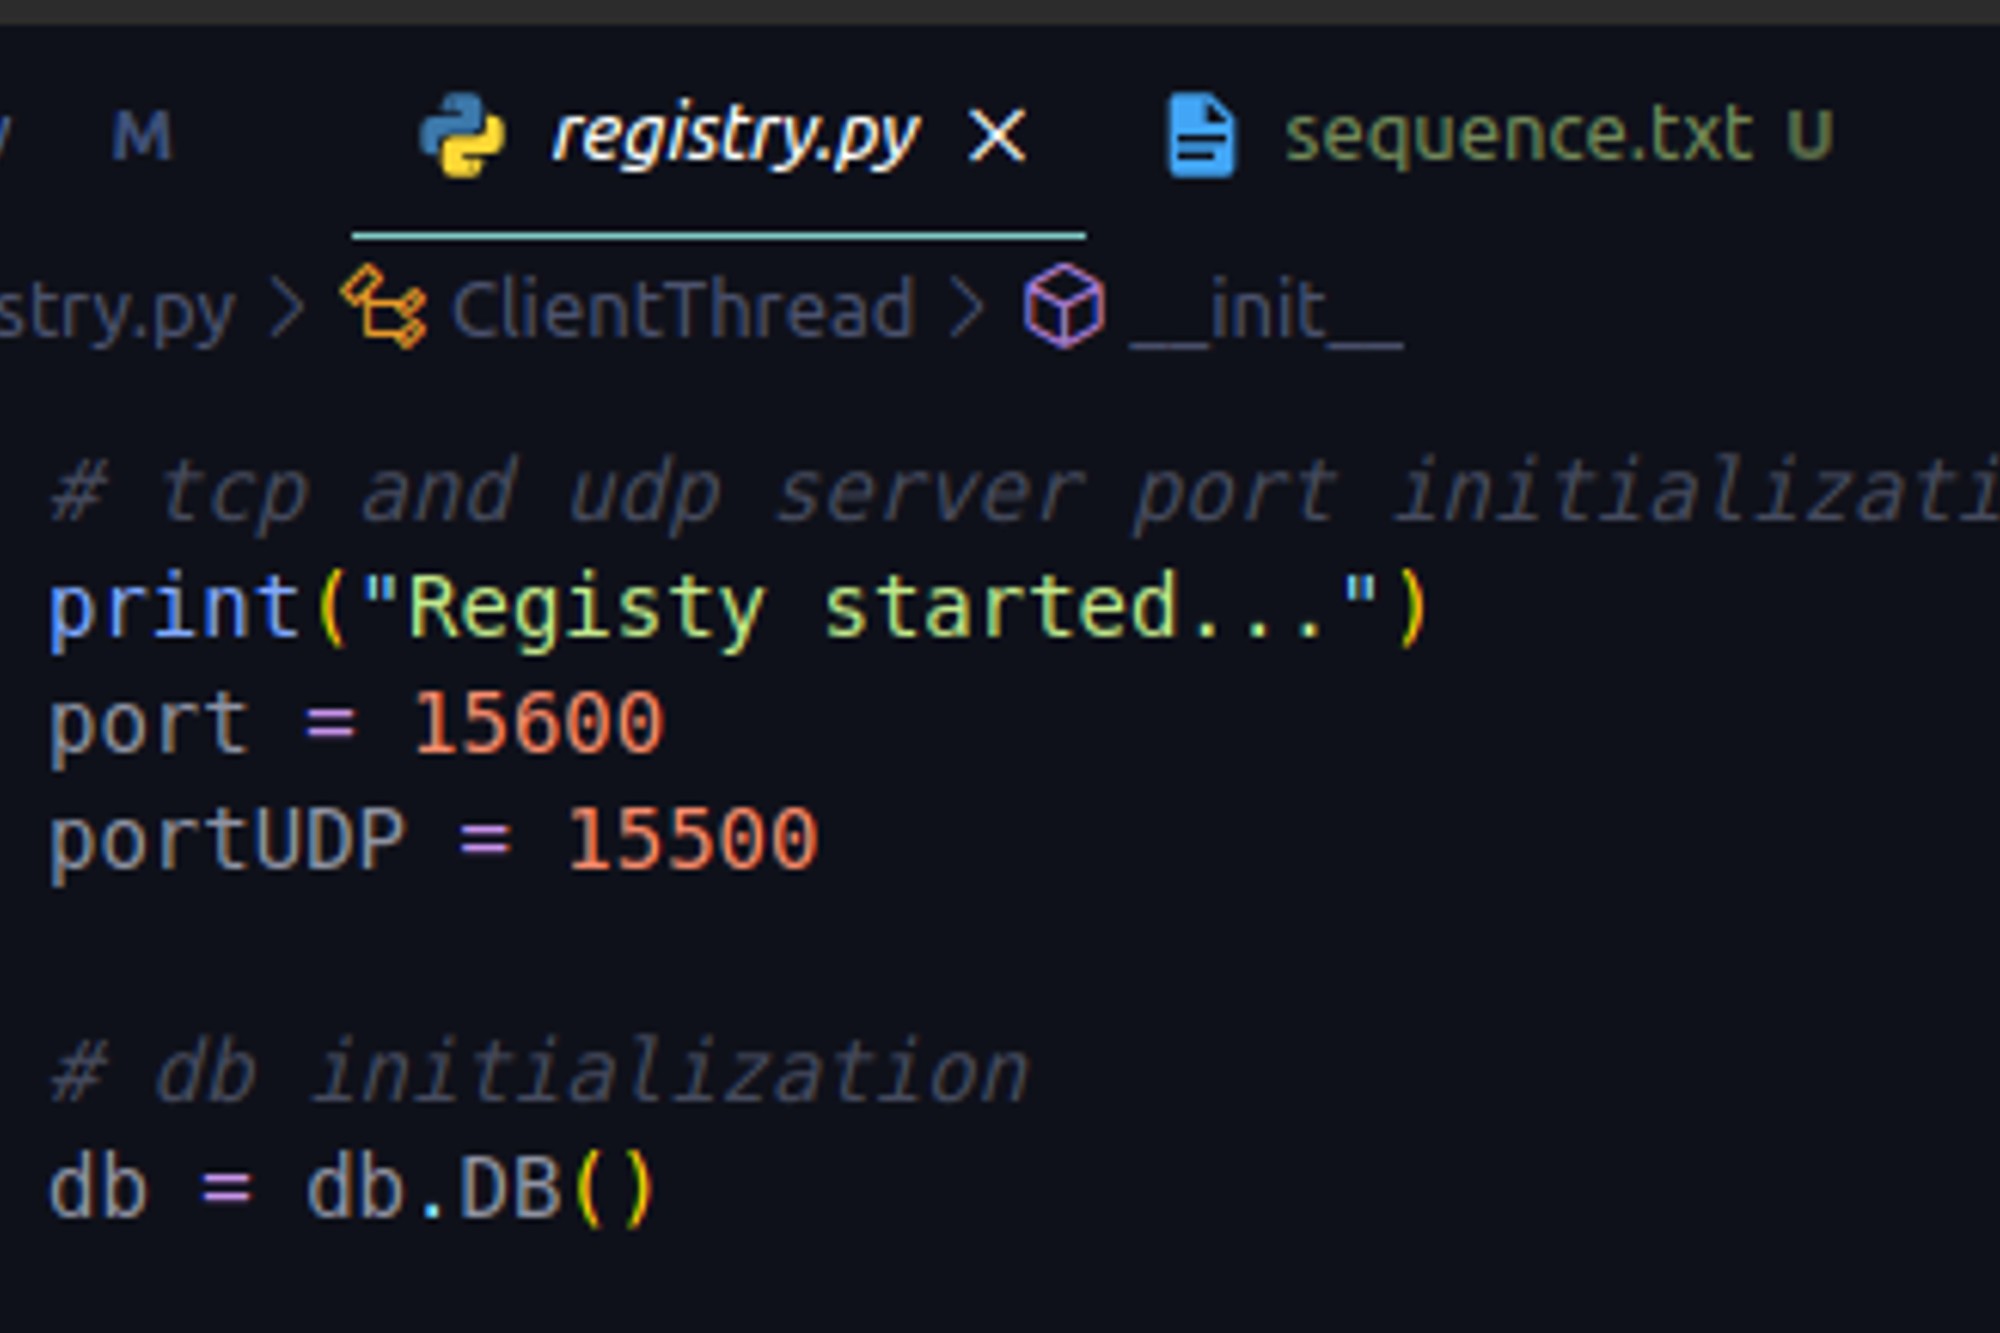 M registry.py sequence.txt U
stry.py > ClientThread > __init__
# tcp and udp server port initializati
print("Registy started...")
port = 15600
portUDP = 15500
# db initialization
db = db.DB()